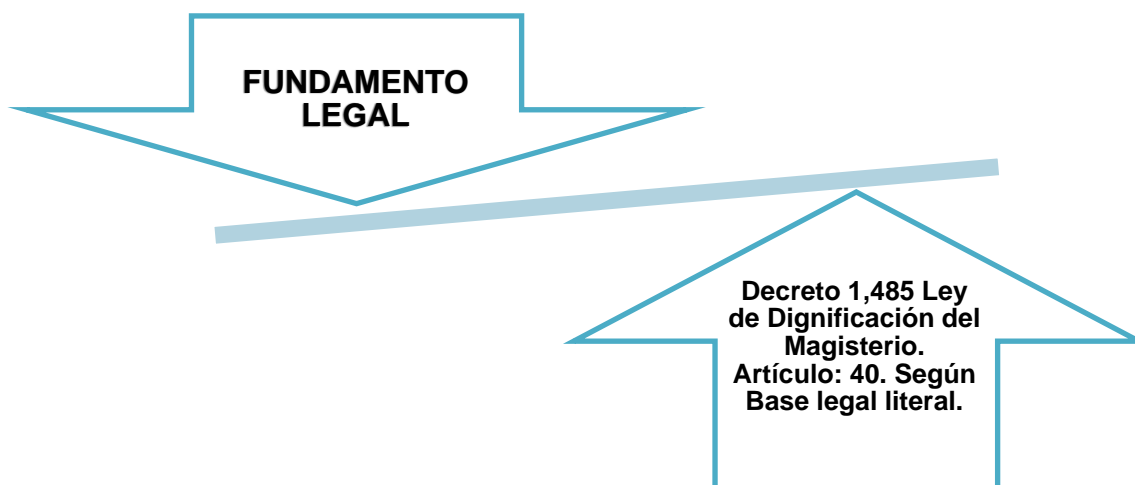 FUNDAMENTO
LEGAL
Decreto 1,485 Ley
de Dignificación del
Magisterio.
Artículo: 40. Según
Base legal literal.